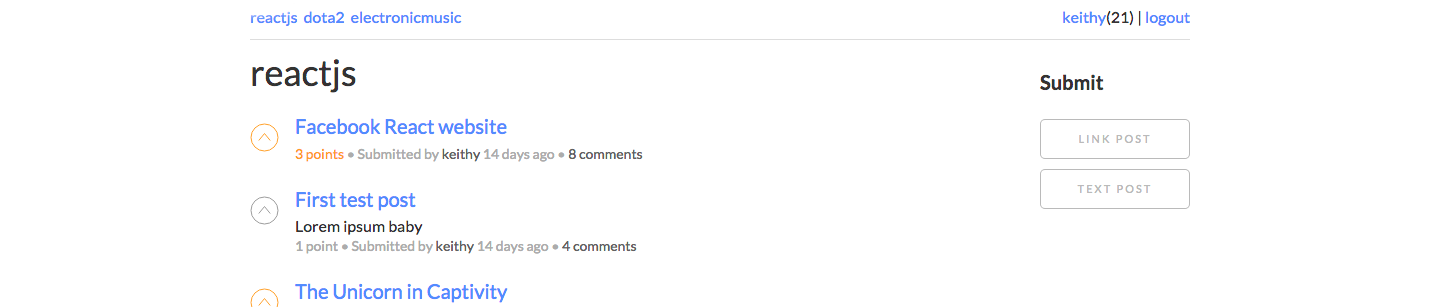 reactjs dota2 electronicmusic
keithy(21) | logout
reactjs
Facebook React website
3 points • Submitted by keithy 14 days ago • 8 comments
First test post
Lorem ipsum baby
1 point • Submitted by keithy 14 days ago • 4 comments
The Unicorn in Captivity
Submit
LINK POST
TEXT POST